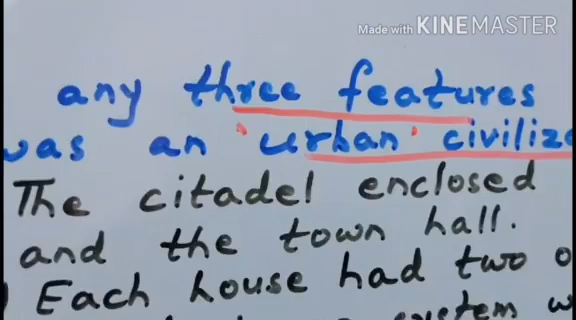 Made with KINEMASTER
any three features
was an 'urban' civiliz
The citadel enclosed
and the town hall.
Each house had two
system